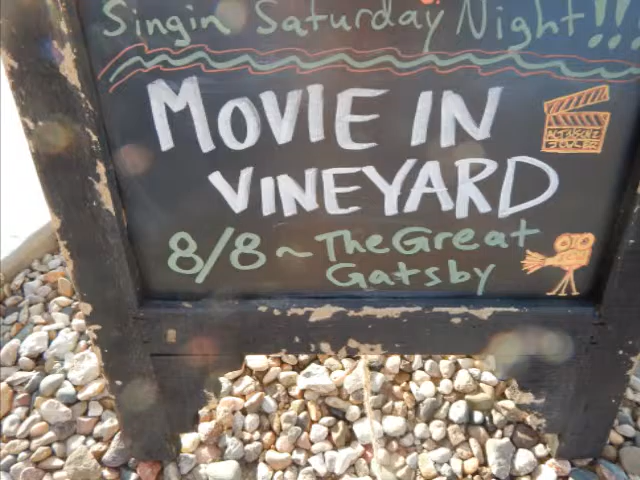 Singin Saturday Night!!!
MOVIE IN
VINEYARD
8/8 ~ The Great
Gatsby